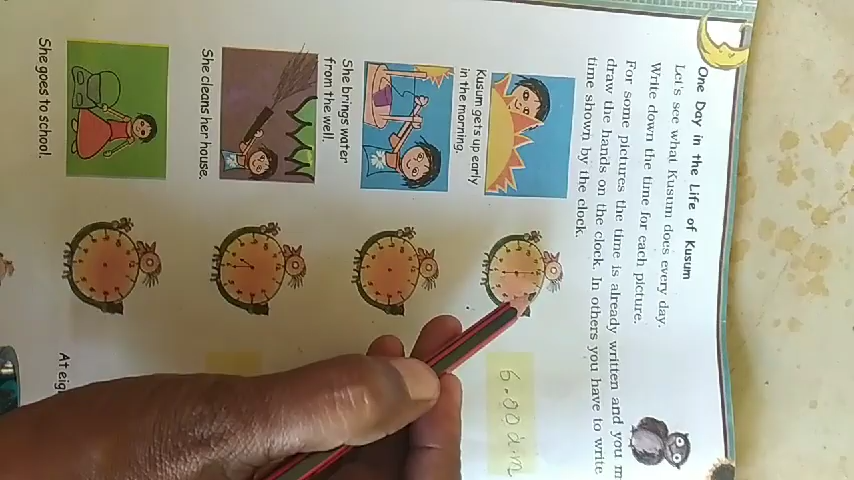 One Day in the Life of Kusum
Let's see what Kusum does every day.
Write down the time for each picture.
For some pictures the time is already written and you m
draw the hands on the clock. In others you have to write
time shown by the clock.
Kusum gets up early
in the morning.
6.00 a.m
She brings water
from the well.
She cleans her house.
She goes to school.
At eig